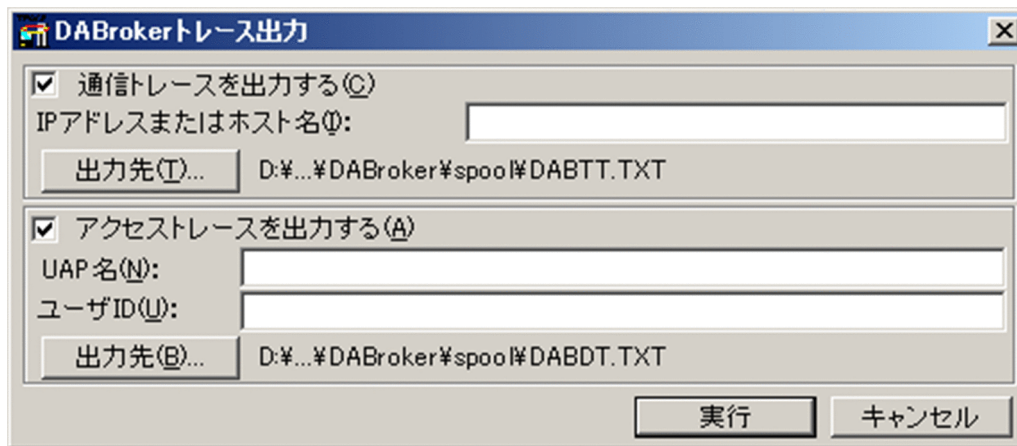 DABrokerトレース出力
通信トレースを出力する(C)
IPアドレスまたはホスト名(I):
出力先(T)... D:¥...¥DABroker¥spool¥DABTT.TXT
アクセストレースを出力する(A)
UAP名(N):
ユーザID(U):
出力先(B)... D:¥...¥DABroker¥spool¥DABDT.TXT
実行 キャンセル